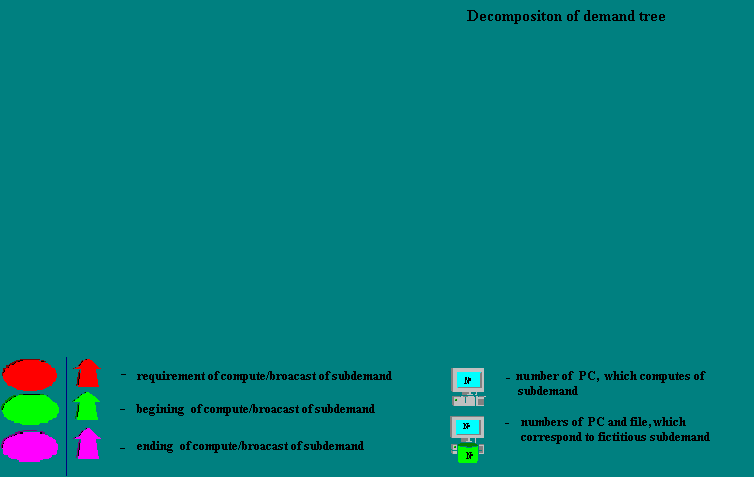 Decompositon of demand tree
– requirement of compute/broacast of subdemand
– begining of compute/broacast of subdemand
– ending of compute/broacast of subdemand
№
– number of PC, which computes of
subdemand
№
№
– numbers of PC and file, which
correspond to fictitious subdemand